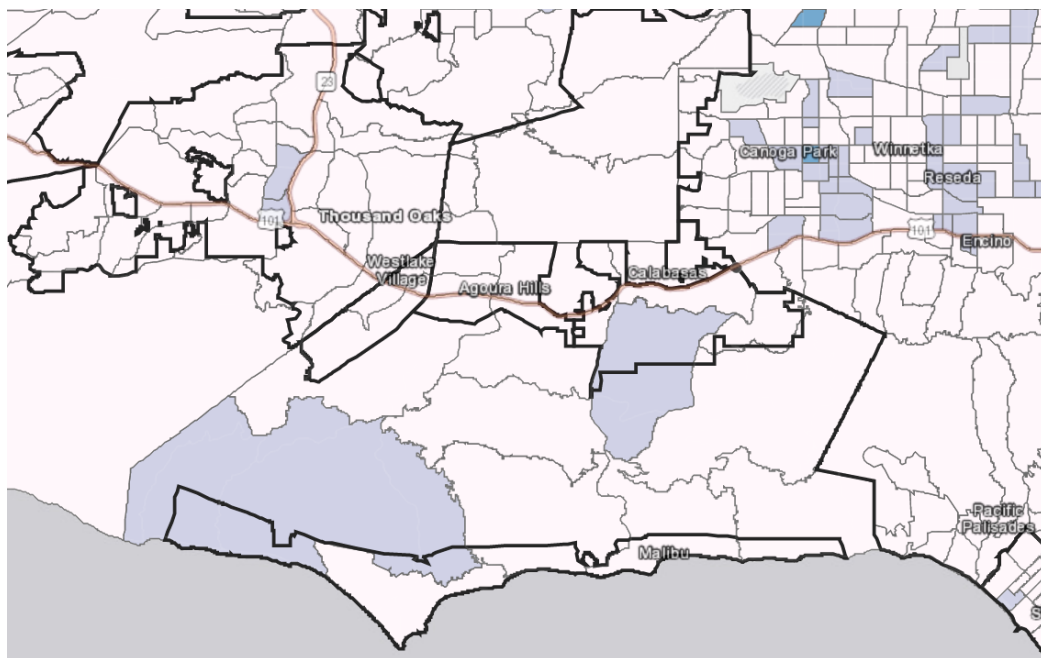 23
Canoga Park
Winnetka
Reseda
101
Thousand Oaks
101
Encino
Westlake
Village
Calabasas
Agoura Hills
Pacific
Palisades
Malibu
S